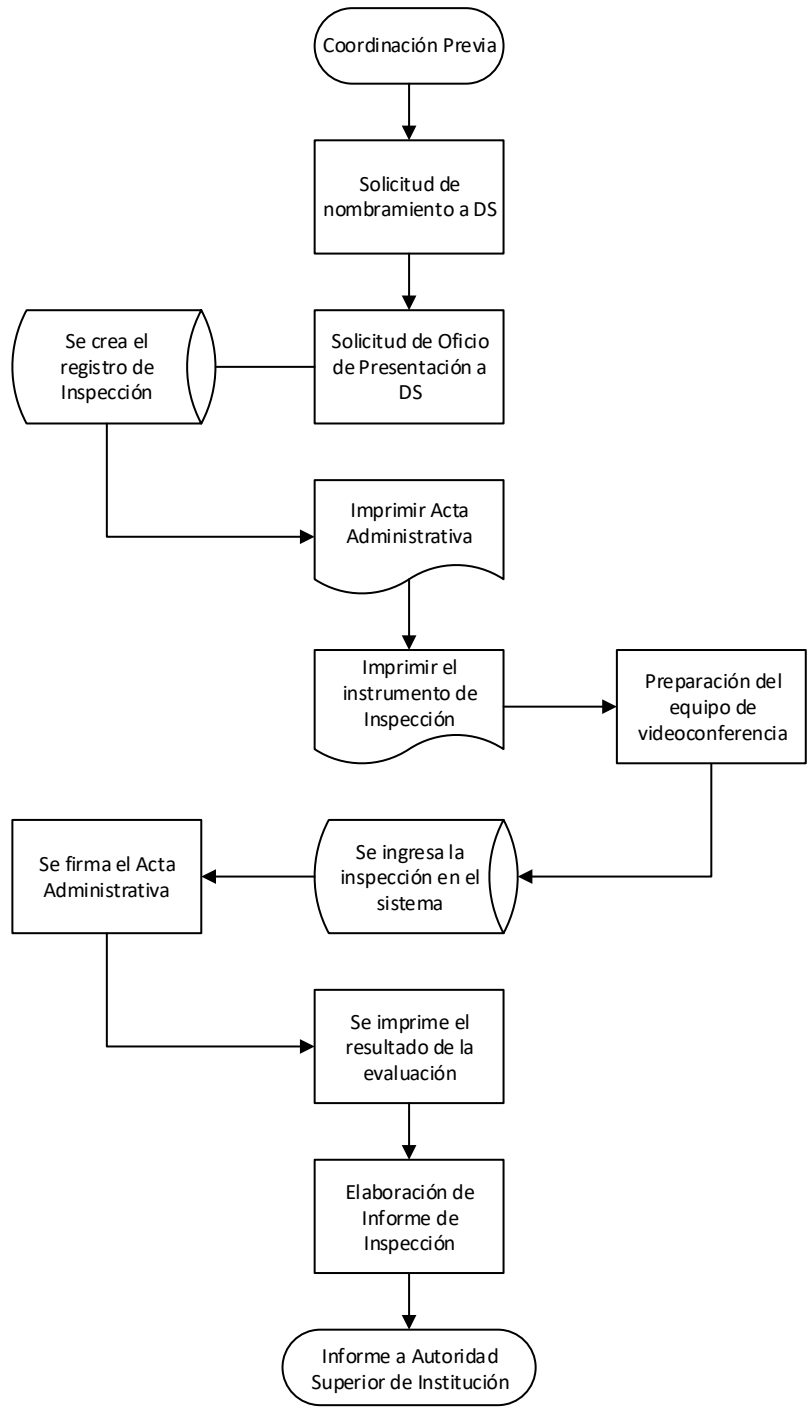 Coordinación Previa
Solicitud de
nombramiento a DS
Se crea el
registro de
Inspección
Solicitud de Oficio
de Presentación a
DS
Imprimir Acta
Administrativa
Imprimir el
instrumento de
Inspección
Preparación del
equipo de
videoconferencia
Se ingresa la
inspección en el
sistema
Se firma el Acta
Administrativa
Se imprime el
resultado de la
evaluación
Elaboración de
Informe de
Inspección
Informe a Autoridad
Superior de Institución